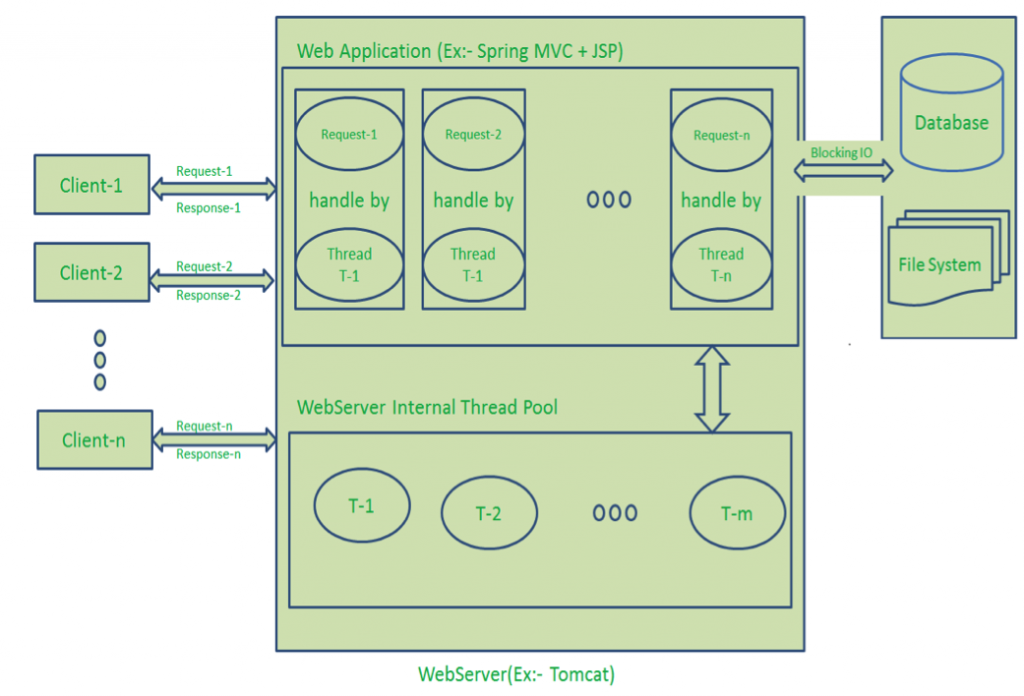 Web Application (Ex:- Spring MVC + JSP)
Request-1
handle by
Thread
T-1
Request-2
handle by
Thread
T-1
ooo
Request-n
handle by
Thread
T-n
Client-1
Request-1
Response-1
Client-2
Request-2
Response-2
Client-n
Request-n
Response-n
Blocking IO
Database
File System
WebServer Internal Thread Pool
T-1
T-2
ooo
T-m
WebServer(Ex:- Tomcat)